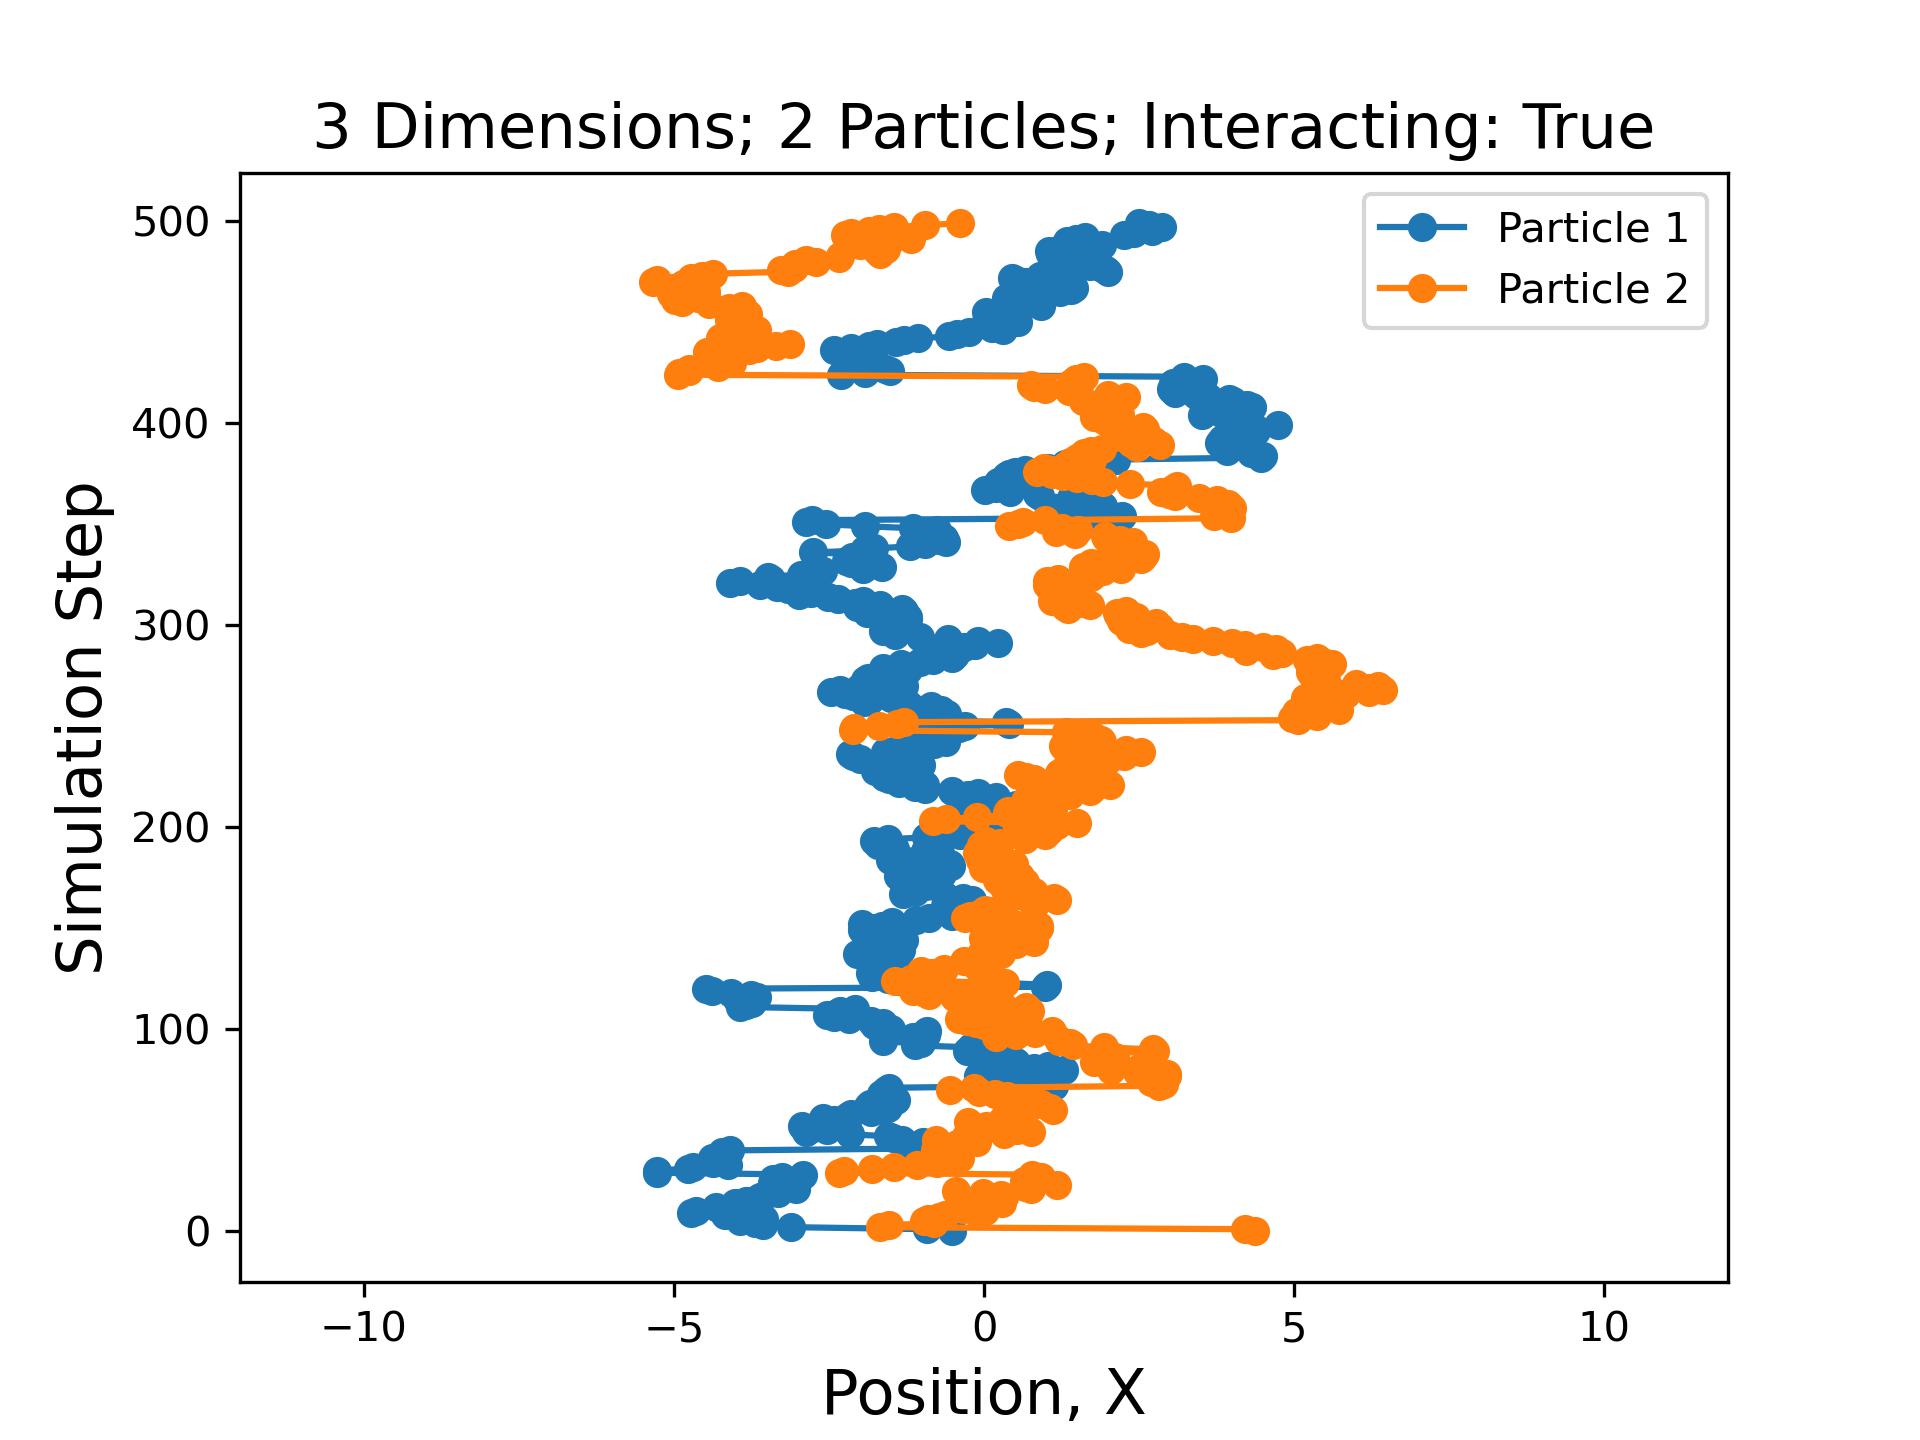 3 Dimensions; 2 Particles; Interacting: True
Particle 1
Particle 2
500
400
300
200
100
0
Simulation Step
−10
−5
0
5
10
Position, X